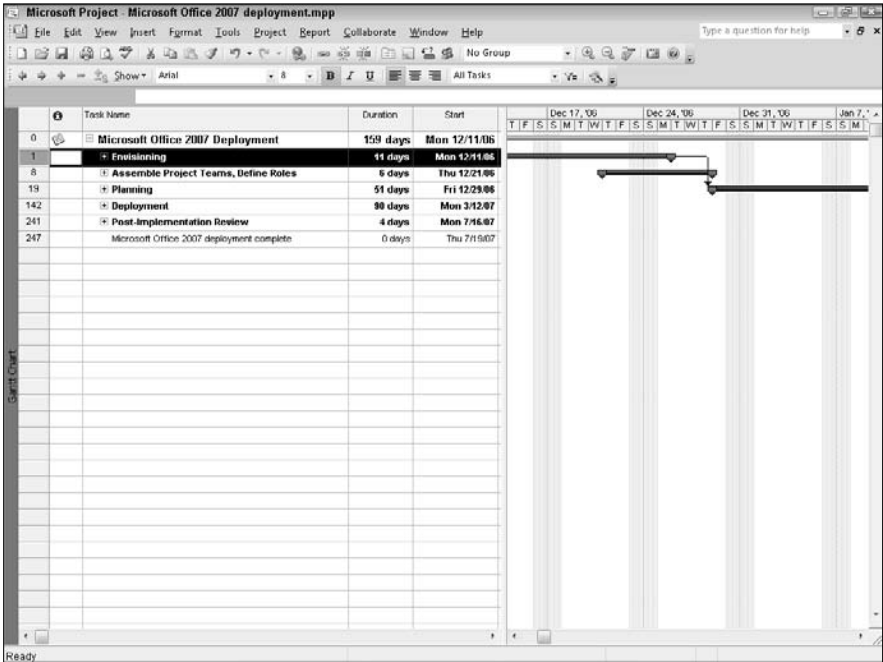 Microsoft Project - Microsoft Office 2007 deployment.mpp
File Edit View Insert Format Tools Project Report Collaborate Window Help
Type a question for help
No Group
Show Arial 8 B I U All Tasks
Task Name Duration Start
Dec 17, '06 Dec 24, '06 Dec 31, '06 Jan 7, '
T F S S M T W T F S S M T W T F S S M T W T F S S M
0 Microsoft Office 2007 Deployment 159 days Mon 12/11/06
1 Envisioning 11 days Mon 12/11/06
8 Assemble Project Teams, Define Roles 6 days Thu 12/21/06
19 Planning 51 days Fri 12/29/06
142 Deployment 90 days Mon 3/12/07
241 Post-Implementation Review 4 days Mon 7/16/07
247 Microsoft Office 2007 deployment complete 0 days Thu 7/19/07
Gantt Chart
Ready